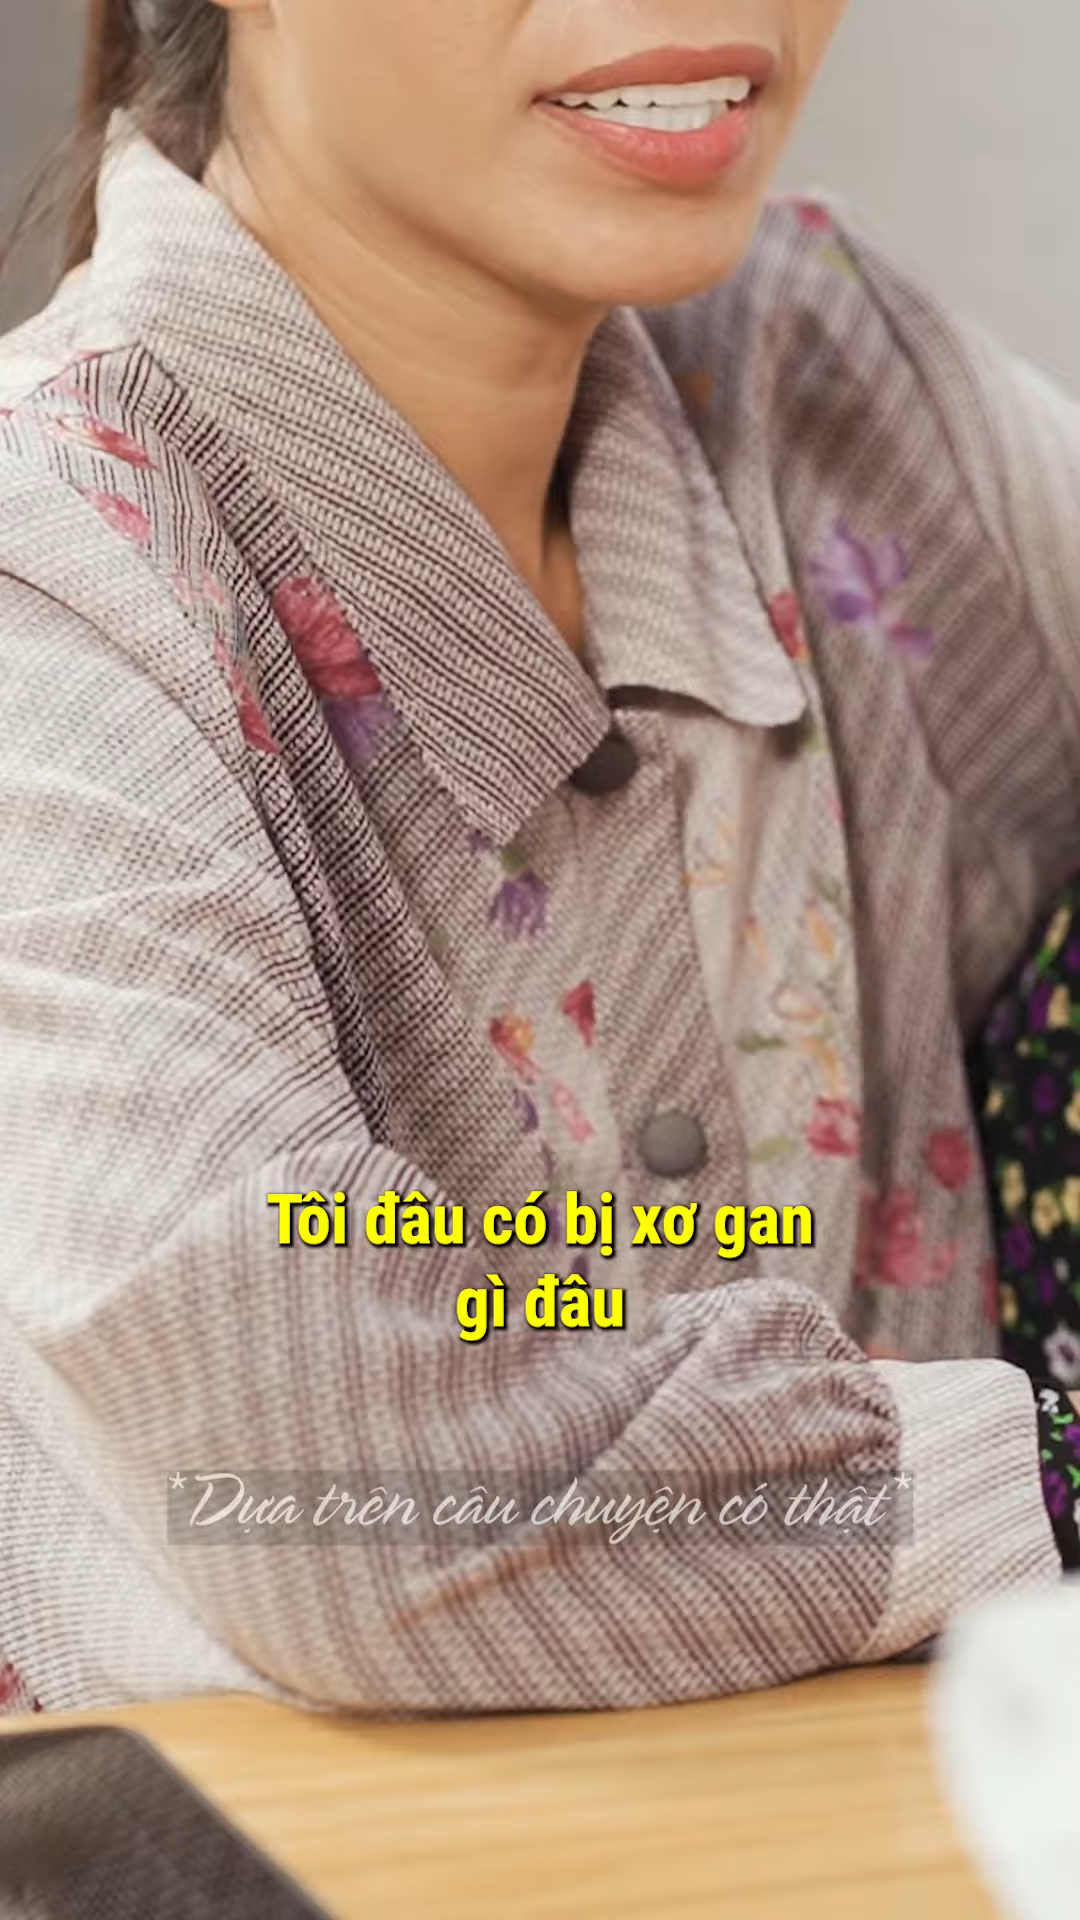 Tôi đâu có bị xơ gan
gì đâu
*Dựa trên câu chuyện có thật*